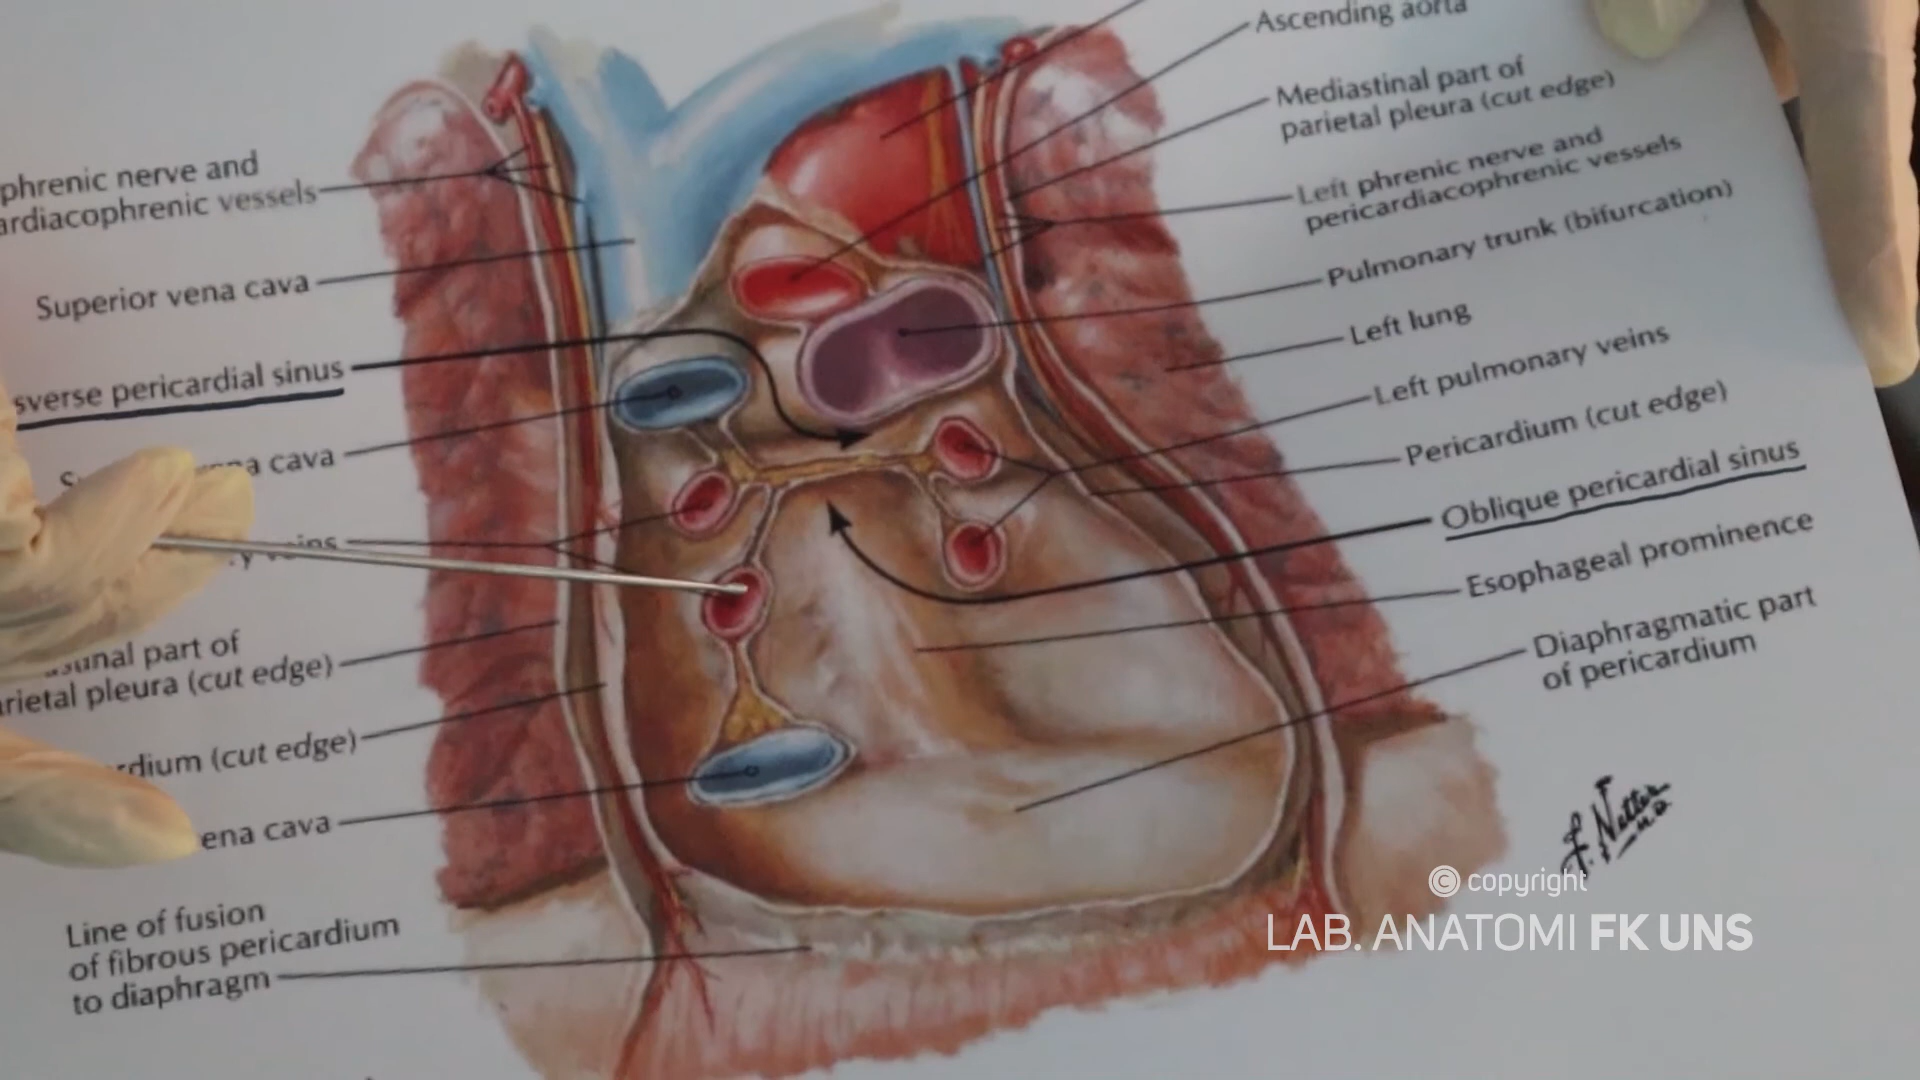 Ascending aorta
Mediastinal part of
parietal pleura (cut edge)
Left phrenic nerve and
pericardiacophrenic vessels
Pulmonary trunk (bifurcation)
Left lung
Left pulmonary veins
Pericardium (cut edge)
Oblique pericardial sinus
Esophageal prominence
Diaphragmatic part
of pericardium
phrenic nerve and
ardiacophrenic vessels
Superior vena cava
sverse pericardial sinus
cava
veins
part of
rietal pleura (cut edge)
rdium (cut edge)
ena cava
Line of fusion
of fibrous pericardium
to diaphragm
F. Netter
M.D.
© copyright
LAB. ANATOMI FK UNS